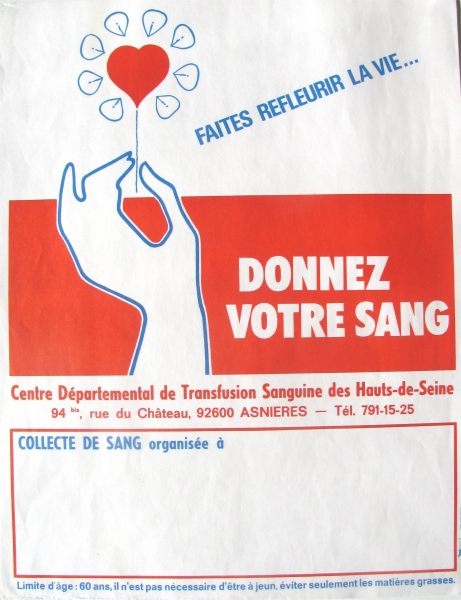 FAITES REFLEURIR LA VIE...
DONNEZ
VOTRE SANG
Centre Départemental de Transfusion Sanguine des Hauts-de-Seine
94 bis, rue du Château, 92600 ASNIERES — Tél. 791-15-25
COLLECTE DE SANG organisée à
Limite d'âge : 60 ans, il n'est pas nécessaire d'être à jeun, éviter seulement les matières grasses.